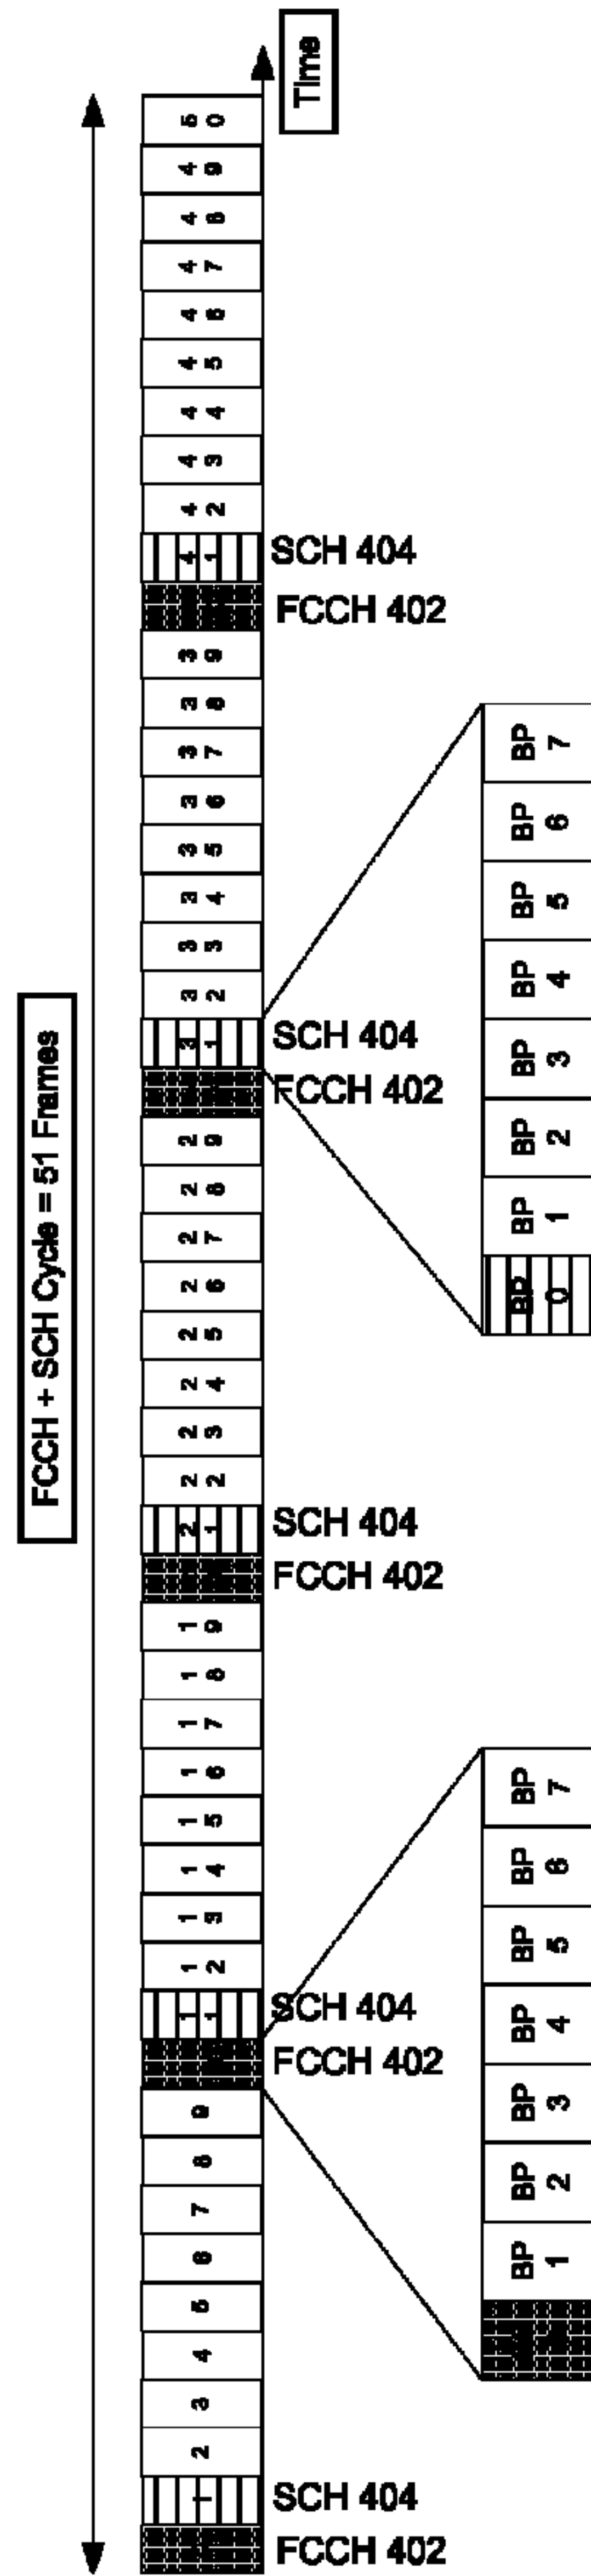 FCCH + SCH Cycle = 51 Frames
1 2 3 4 5 6 7 8 9 11 12 13 14 15 16 17 18 19 21 22 23 24 25 26 27 28 29 31 32 33 34 35 36 37 38 39 41 42 43 44 45 46 47 48 49 50
Time
FCCH 402 SCH 404 FCCH 402 SCH 404 FCCH 402 SCH 404 FCCH 402 SCH 404 FCCH 402 SCH 404
BP 1 BP 2 BP 3 BP 4 BP 5 BP 6 BP 7
BP 0 BP 1 BP 2 BP 3 BP 4 BP 5 BP 6 BP 7